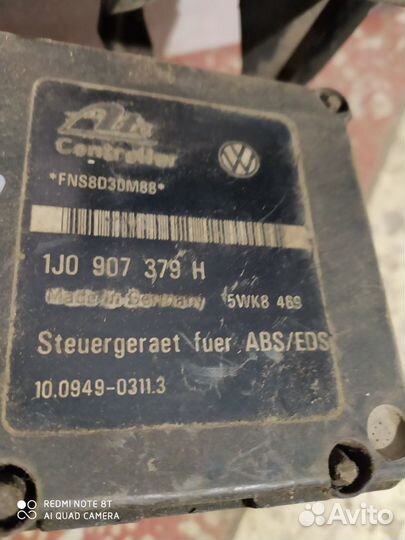 ATE
Controller
*FNS8D30M88*
1J0 907 379 H
Made in Germany 5WK8 469
Steuergeraet fuer ABS/EDS
10.0949-0311.3
REDMI NOTE 8T
AI QUAD CAMERA
Avito